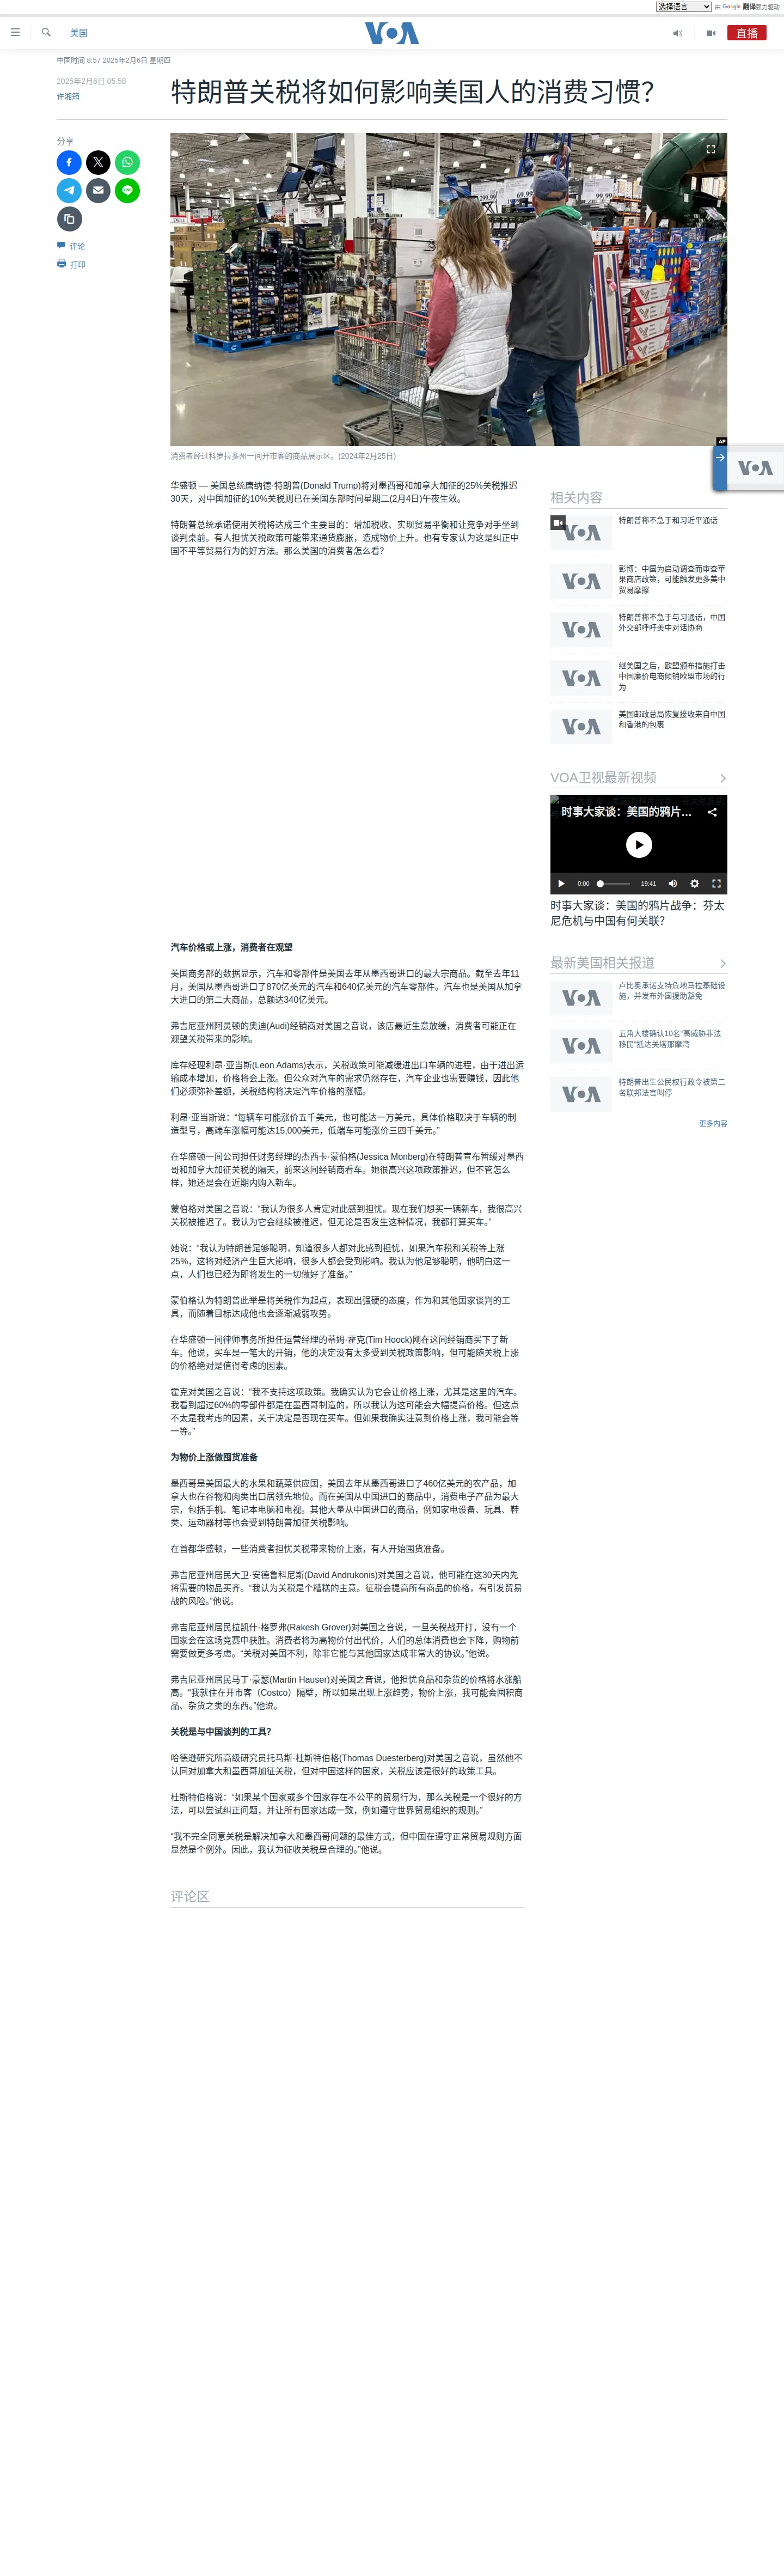 选择语言
由 Google 翻译强力驱动
美国
VOA
直播
中国时间 8:57 2025年2月6日 星期四
2025年2月6日 05:58
许湘筠
特朗普关税将如何影响美国人的消费习惯？
分享
评论
打印
299.99
69.99
99.99
AP
消费者经过科罗拉多州一间开市客的商品展示区。(2024年2月25日)
华盛顿 — 美国总统唐纳德·特朗普(Donald Trump)将对墨西哥和加拿大加征的25%关税推迟
30天，对中国加征的10%关税则已在美国东部时间星期二(2月4日)午夜生效。
特朗普总统承诺使用关税将达成三个主要目的：增加税收、实现贸易平衡和让竞争对手坐到
谈判桌前。有人担忧关税政策可能带来通货膨胀，造成物价上升。也有专家认为这是纠正中
国不平等贸易行为的好方法。那么美国的消费者怎么看?
汽车价格或上涨，消费者在观望
美国商务部的数据显示，汽车和零部件是美国去年从墨西哥进口的最大宗商品。截至去年11
月，美国从墨西哥进口了870亿美元的汽车和640亿美元的汽车零部件。汽车也是美国从加拿
大进口的第二大商品，总额达340亿美元。
弗吉尼亚州阿灵顿的奥迪(Audi)经销商对美国之音说，该店最近生意放缓，消费者可能正在
观望关税带来的影响。
库存经理利昂·亚当斯(Leon Adams)表示，关税政策可能减缓进出口车辆的进程，由于进出运
输成本增加，价格将会上涨。但公众对汽车的需求仍然存在，汽车企业也需要赚钱，因此他
们必须弥补差额，关税结构将决定汽车价格的涨幅。
利昂·亚当斯说：“每辆车可能涨价五千美元，也可能达一万美元，具体价格取决于车辆的制
造型号，高端车涨幅可能达15,000美元，低端车可能涨价三四千美元。”
在华盛顿一间公司担任财务经理的杰西卡·蒙伯格(Jessica Monberg)在特朗普宣布暂缓对墨西
哥和加拿大加征关税的隔天，前来这间经销商看车。她很高兴这项政策推迟，但不管怎么
样，她还是会在近期内购入新车。
蒙伯格对美国之音说：“我认为很多人肯定对此感到担忧。现在我们想买一辆新车，我很高兴
关税被推迟了。我认为它会继续被推迟，但无论是否发生这种情况，我都打算买车。”
她说：“我认为特朗普足够聪明，知道很多人都对此感到担忧，如果汽车税和关税等上涨
25%，这将对经济产生巨大影响，很多人都会受到影响。我认为他足够聪明，他明白这一
点，人们也已经为即将发生的一切做好了准备。”
蒙伯格认为特朗普此举是将关税作为起点，表现出强硬的态度，作为和其他国家谈判的工
具，而随着目标达成他也会逐渐减弱攻势。
在华盛顿一间律师事务所担任运营经理的蒂姆·霍克(Tim Hoock)刚在这间经销商买下了新
车。他说，买车是一笔大的开销，他的决定没有太多受到关税政策影响，但可能随关税上涨
的价格绝对是值得考虑的因素。
霍克对美国之音说：“我不支持这项政策。我确实认为它会让价格上涨，尤其是这里的汽车。
我看到超过60%的零部件都是在墨西哥制造的，所以我认为这可能会大幅提高价格。但这点
不太是我考虑的因素，关于决定是否现在买车。但如果我确实注意到价格上涨，我可能会等
一等。”
为物价上涨做囤货准备
墨西哥是美国最大的水果和蔬菜供应国，美国去年从墨西哥进口了460亿美元的农产品，加
拿大也在谷物和肉类出口居领先地位。而在美国从中国进口的商品中，消费电子产品为最大
宗，包括手机、笔记本电脑和电视。其他大量从中国进口的商品，例如家电设备、玩具、鞋
类、运动器材等也会受到特朗普加征关税影响。
在首都华盛顿，一些消费者担忧关税带来物价上涨，有人开始囤货准备。
弗吉尼亚州居民大卫·安德鲁科尼斯(David Andrukonis)对美国之音说，他可能在这30天内先
将需要的物品买齐。“我认为关税是个糟糕的主意。征税会提高所有商品的价格，有引发贸易
战的风险。”他说。
弗吉尼亚州居民拉凯什·格罗弗(Rakesh Grover)对美国之音说，一旦关税战开打，没有一个
国家会在这场竞赛中获胜。消费者将为高物价付出代价，人们的总体消费也会下降，购物前
需要做更多考虑。“关税对美国不利，除非它能与其他国家达成非常大的协议。”他说。
弗吉尼亚州居民马丁·豪瑟(Martin Hauser)对美国之音说，他担忧食品和杂货的价格将水涨船
高。“我就住在开市客（Costco）隔壁，所以如果出现上涨趋势，物价上涨，我可能会囤积商
品、杂货之类的东西。”他说。
关税是与中国谈判的工具?
哈德逊研究所高级研究员托马斯·杜斯特伯格(Thomas Duesterberg)对美国之音说，虽然他不
认同对加拿大和墨西哥加征关税，但对中国这样的国家，关税应该是很好的政策工具。
杜斯特伯格说：“如果某个国家或多个国家存在不公平的贸易行为，那么关税是一个很好的方
法，可以尝试纠正问题，并让所有国家达成一致，例如遵守世界贸易组织的规则。”
“我不完全同意关税是解决加拿大和墨西哥问题的最佳方式，但中国在遵守正常贸易规则方面
显然是个例外。因此，我认为征收关税是合理的。”他说。
评论区
VOA
相关内容
VOA
特朗普称不急于和习近平通话
VOA
彭博：中国为启动调查而审查苹
果商店政策，可能触发更多美中
贸易摩擦
VOA
特朗普称不急于与习通话，中国
外交部呼吁美中对话协商
VOA
继美国之后，欧盟颁布措施打击
中国廉价电商倾销欧盟市场的行
为
VOA
美国邮政总局恢复接收来自中国
和香港的包裹
VOA卫视最新视频
时事大家谈：美国的鸦片…
0:00
19:41
时事大家谈：美国的鸦片战争：芬太
尼危机与中国有何关联？
最新美国相关报道
VOA
卢比奥承诺支持危地马拉基础设
施，并发布外国援助豁免
VOA
五角大楼确认10名“高威胁非法
移民”抵达关塔那摩湾
VOA
特朗普出生公民权行政令被第二
名联邦法官叫停
更多内容